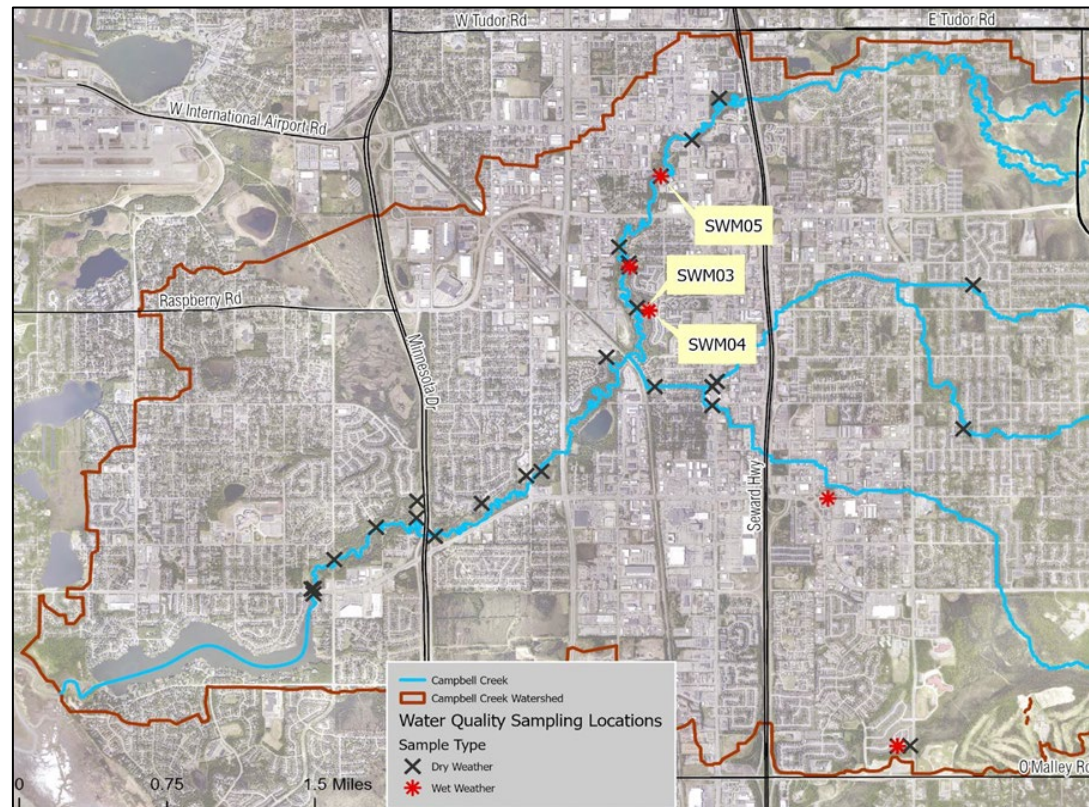 W Tudor Rd
E Tudor Rd
W International Airport Rd
SWM05
SWM03
Raspberry Rd
SWM04
Minnesota Dr
Seward Hwy
Campbell Creek
Campbell Creek Watershed
Water Quality Sampling Locations
Sample Type
Dry Weather
Wet Weather
O'Malley Rd
0 0.75 1.5 Miles